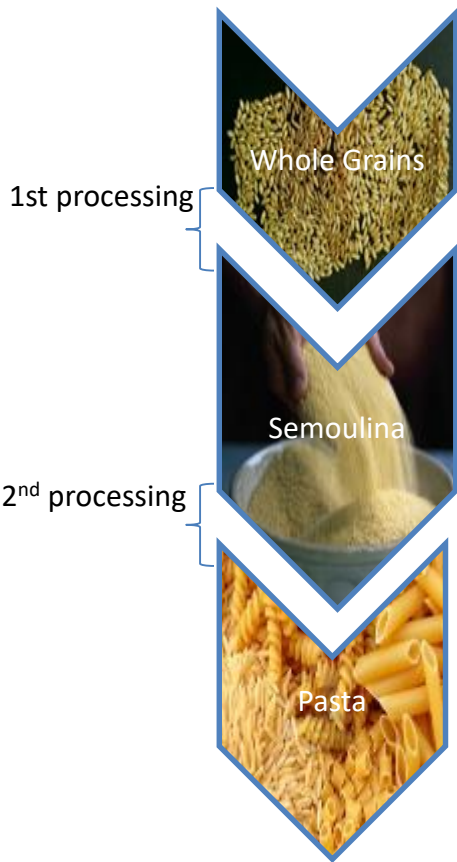 Whole Grains
1st processing
Semoulina
2nd processing
Pasta